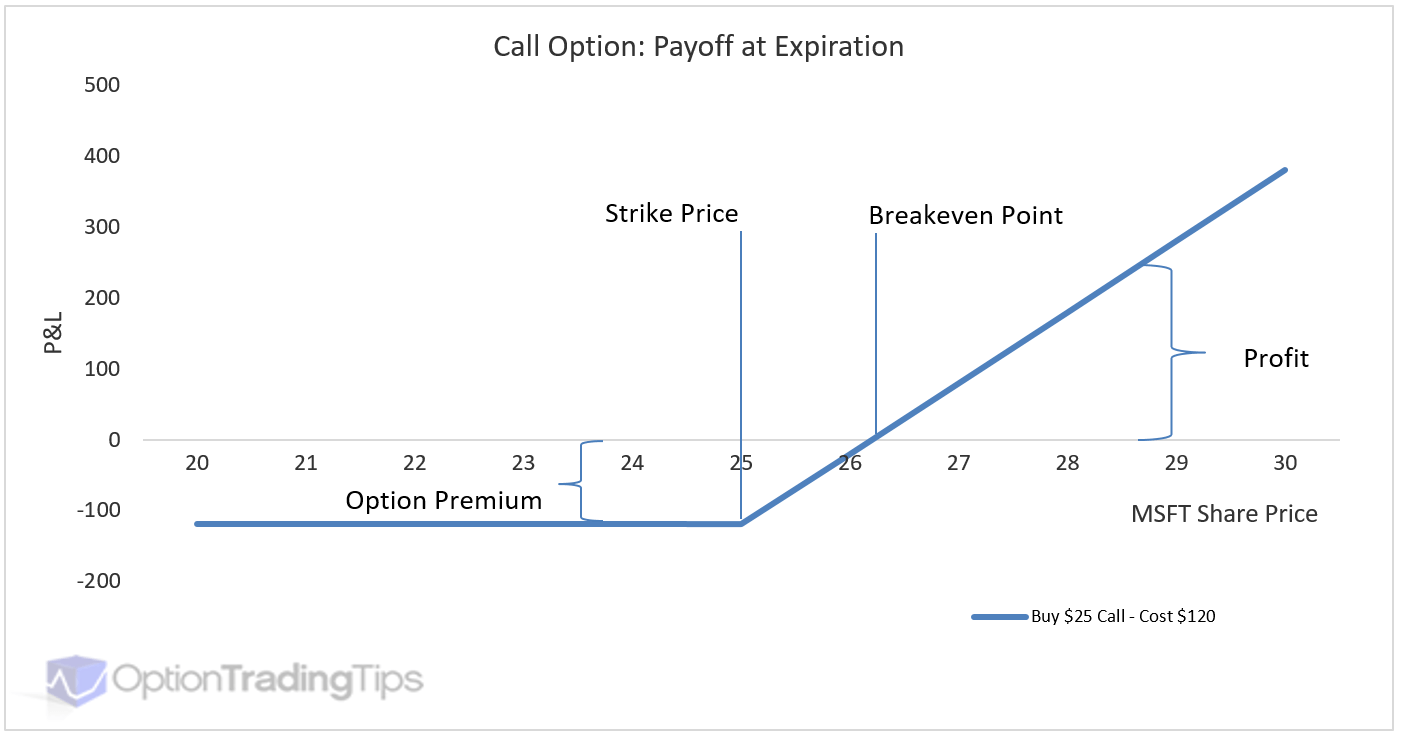 Call Option: Payoff at Expiration
500
400
300
200
100
0
-100
-200
P&L
Strike Price
Breakeven Point
Profit
Option Premium
20 21 22 23 24 25 26 27 28 29 30
MSFT Share Price
Buy $25 Call - Cost $120
OptionTradingTips